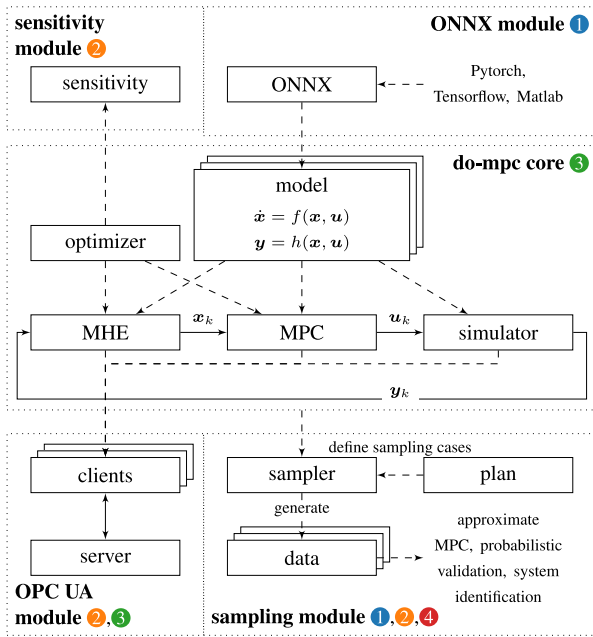 sensitivity
module 2
sensitivity
ONNX module 1
ONNX
Pytorch,
Tensorflow, Matlab
do-mpc core 3
model
ẋ = f(x, u)
y = h(x, u)
optimizer
MHE
x_k
MPC
u_k
simulator
y_k
clients
server
OPC UA
module 2,3
define sampling cases
sampler
plan
generate
data
approximate
MPC, probabilistic
validation, system
identification
sampling module 1,2,4